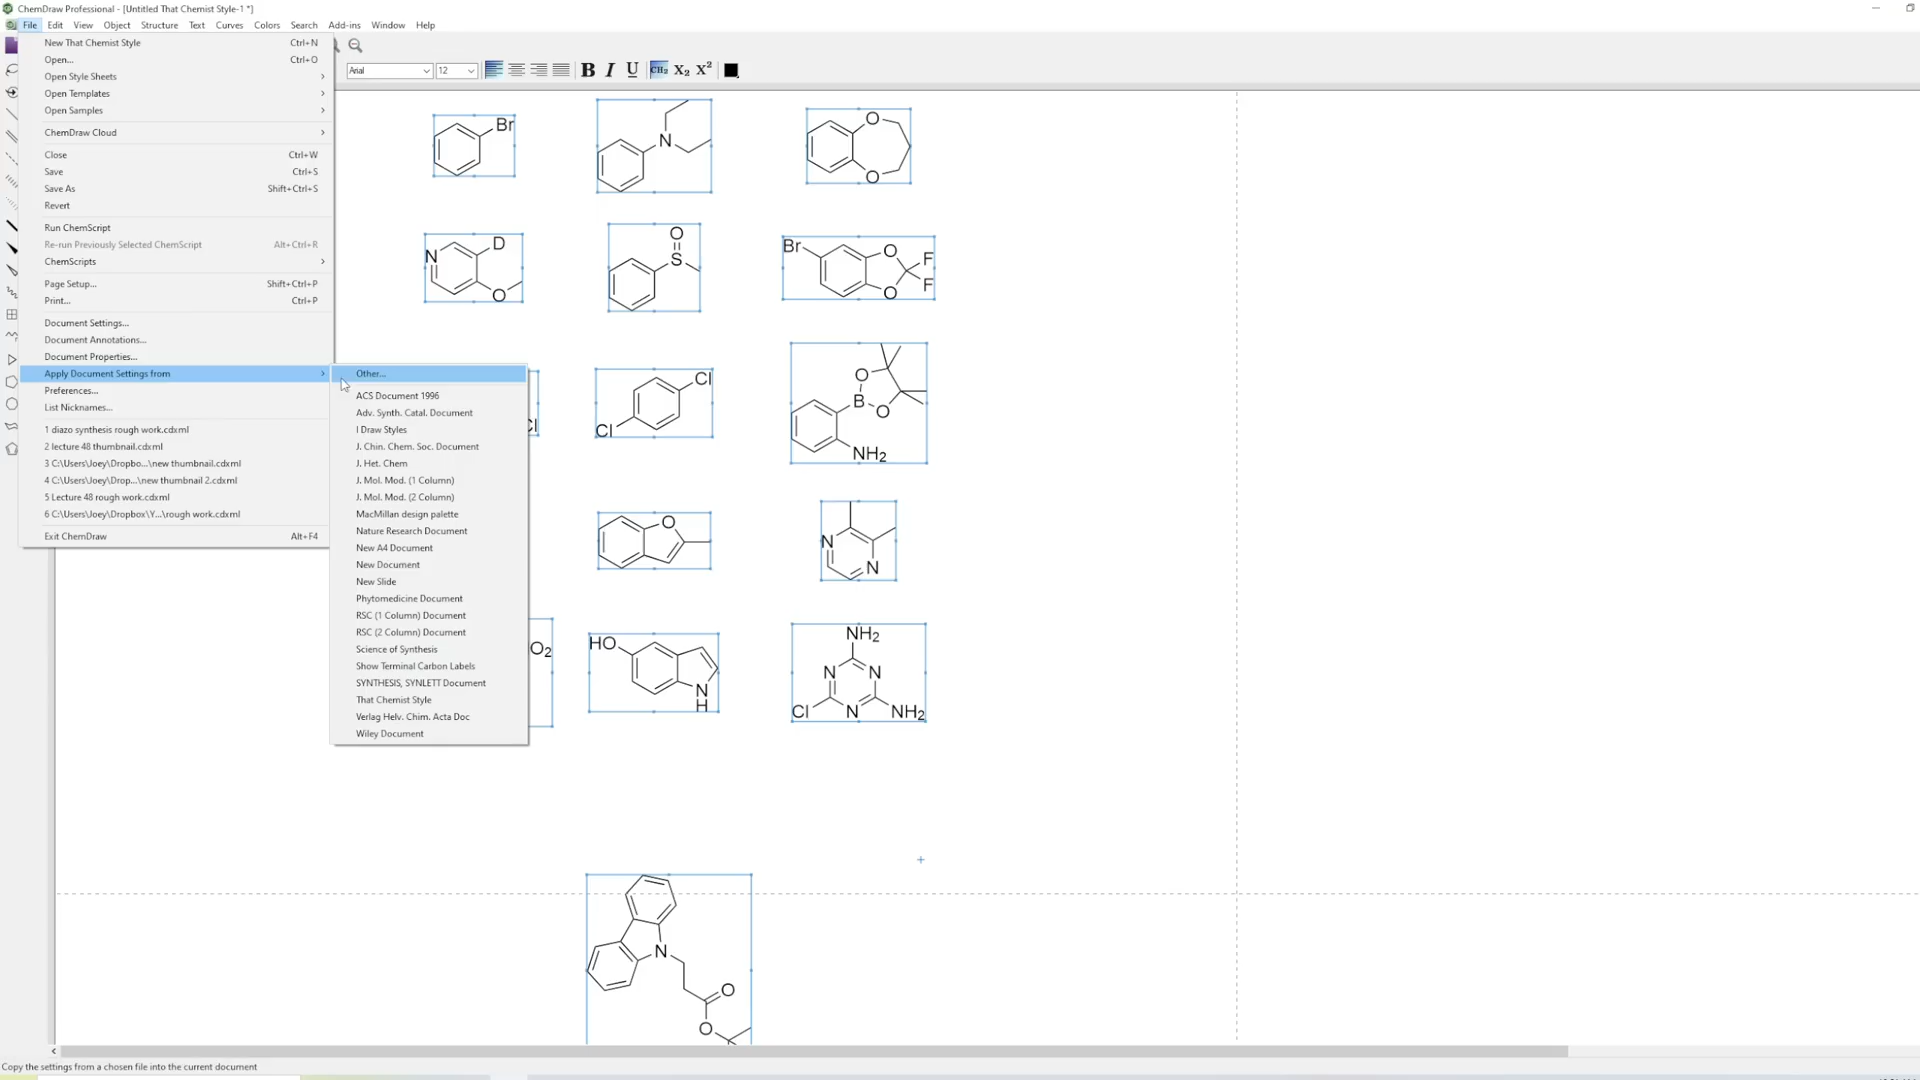 ChemDraw Professional - [Untitled That Chemist Style-1 *]
File Edit View Object Structure Text Curves Colors Search Add-ins Window Help
New That Chemist Style Ctrl+N
Open... Ctrl+O
Open Style Sheets
Open Templates
Open Samples
ChemDraw Cloud
Close Ctrl+W
Save Ctrl+S
Save As Shift+Ctrl+S
Revert
Run ChemScript
Re-run Previously Selected ChemScript Alt+Ctrl+R
ChemScripts
Page Setup... Shift+Ctrl+P
Print... Ctrl+P
Document Settings...
Document Annotations...
Document Properties...
Apply Document Settings from
Preferences...
List Nicknames...
1 diazo synthesis rough work.cdxml
2 lecture 48 thumbnail.cdxml
3 C:\Users\Joey\Dropbo...\new thumbnail.cdxml
4 C:\Users\Joey\Drop...\new thumbnail 2.cdxml
5 Lecture 48 rough work.cdxml
6 C:\Users\Joey\Dropbox\Y...\rough work.cdxml
Exit ChemDraw Alt+F4
Other...
ACS Document 1996
Adv. Synth. Catal. Document
I Draw Styles
J. Chin. Chem. Soc. Document
J. Het. Chem
J. Mol. Mod. (1 Column)
J. Mol. Mod. (2 Column)
MacMillan design palette
Nature Research Document
New A4 Document
New Document
New Slide
Phytomedicine Document
RSC (1 Column) Document
RSC (2 Column) Document
Science of Synthesis
Show Terminal Carbon Labels
SYNTHESIS, SYNLETT Document
That Chemist Style
Verlag Helv. Chim. Acta Doc
Wiley Document
Arial 12 B I U CH₂ X₂ X²
Br
N
O
O
N D
O
O
S
Br O F
O F
Cl
Cl
Cl
O
B O
NH₂
O
N
N
O₂
HO
N
H
NH₂
N N
Cl N NH₂
N
O
O
Copy the settings from a chosen file into the current document